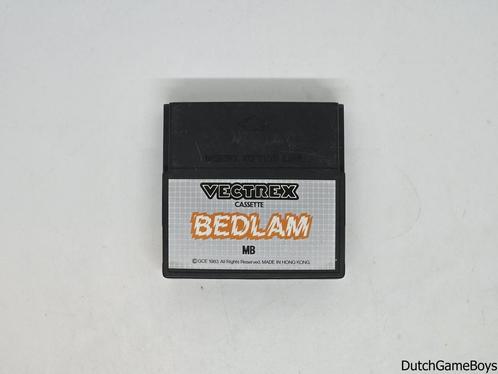 VECTREX
CASSETTE
BEDLAM
MB
©GCE 1983. All Rights Reserved. MADE IN HONG KONG.
DutchGameBoys